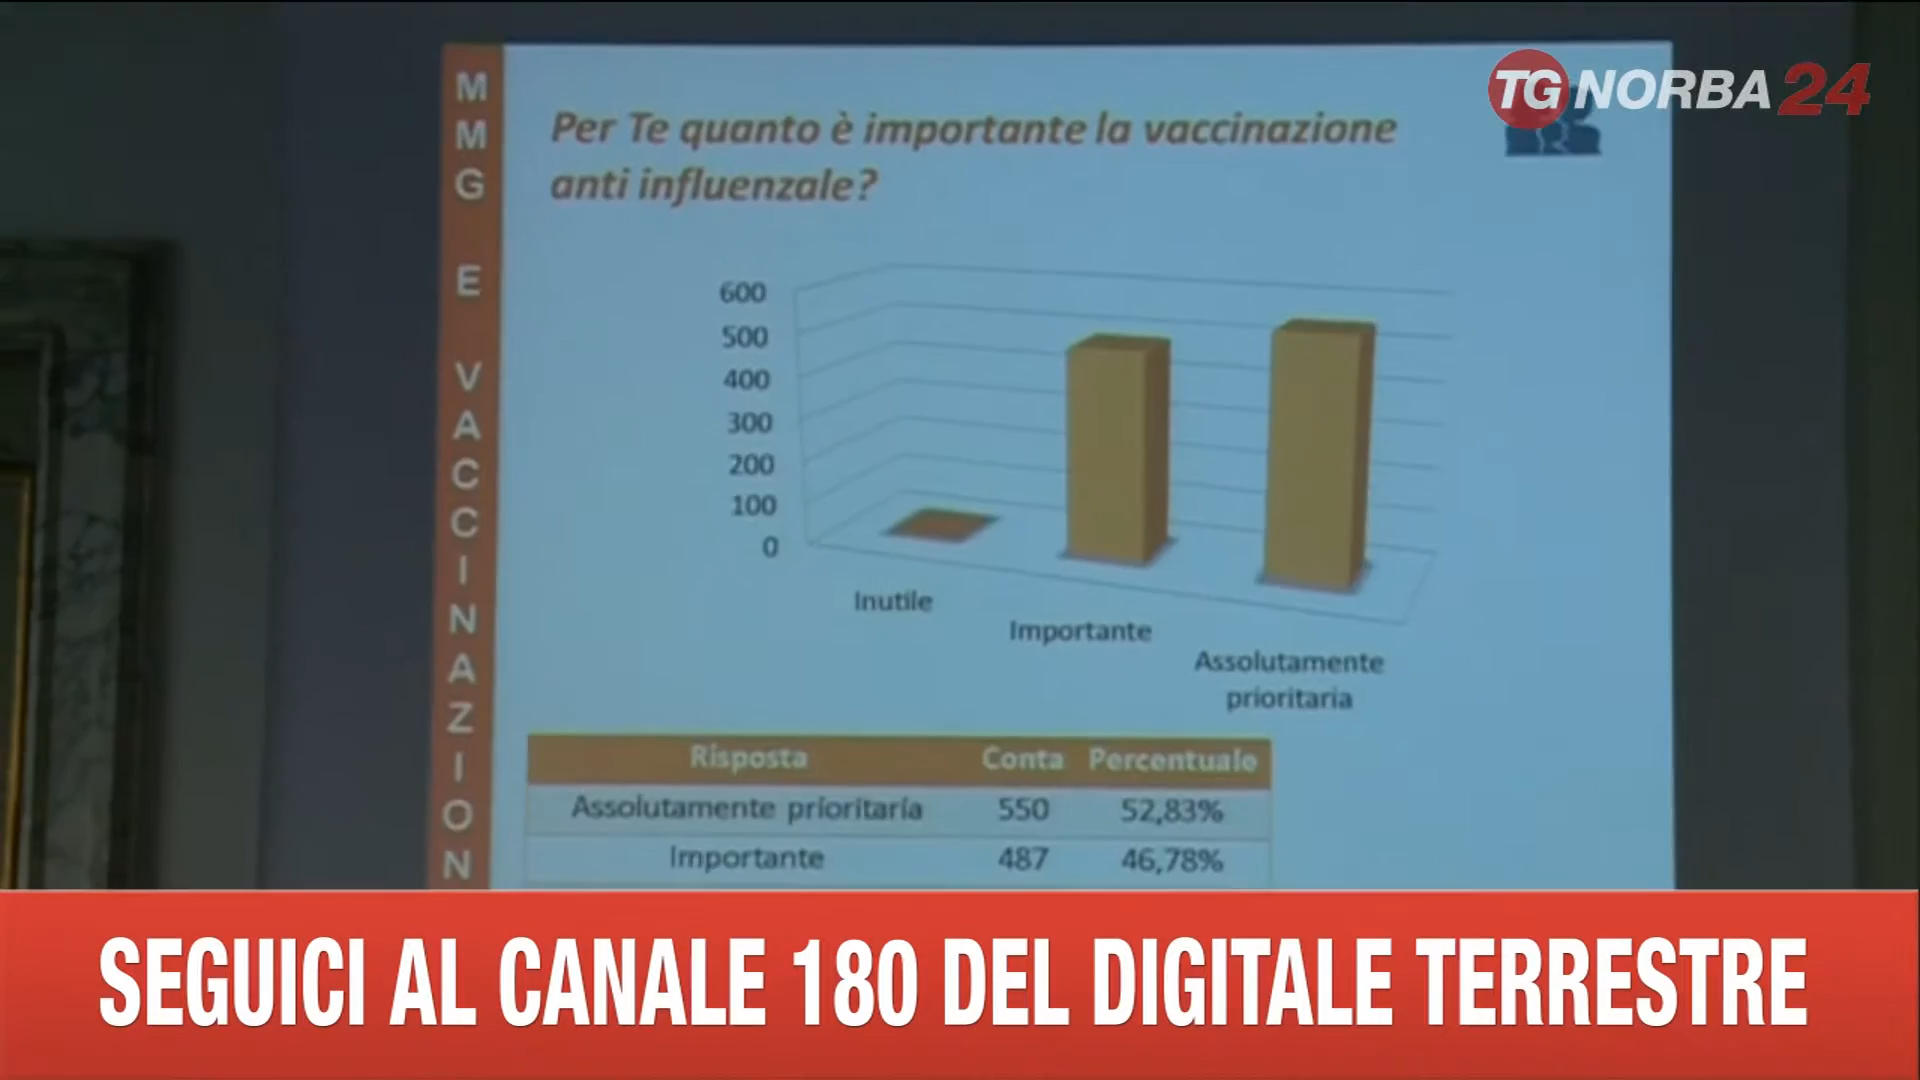 TG NORBA 24
MMG E VACCINAZION
Per Te quanto è importante la vaccinazione
anti influenzale?
600
500
400
300
200
100
0
Inutile
Importante
Assolutamente
prioritaria
Risposta Conta Percentuale
Assolutamente prioritaria 550 52,83%
Importante 487 46,78%
SEGUICI AL CANALE 180 DEL DIGITALE TERRESTRE